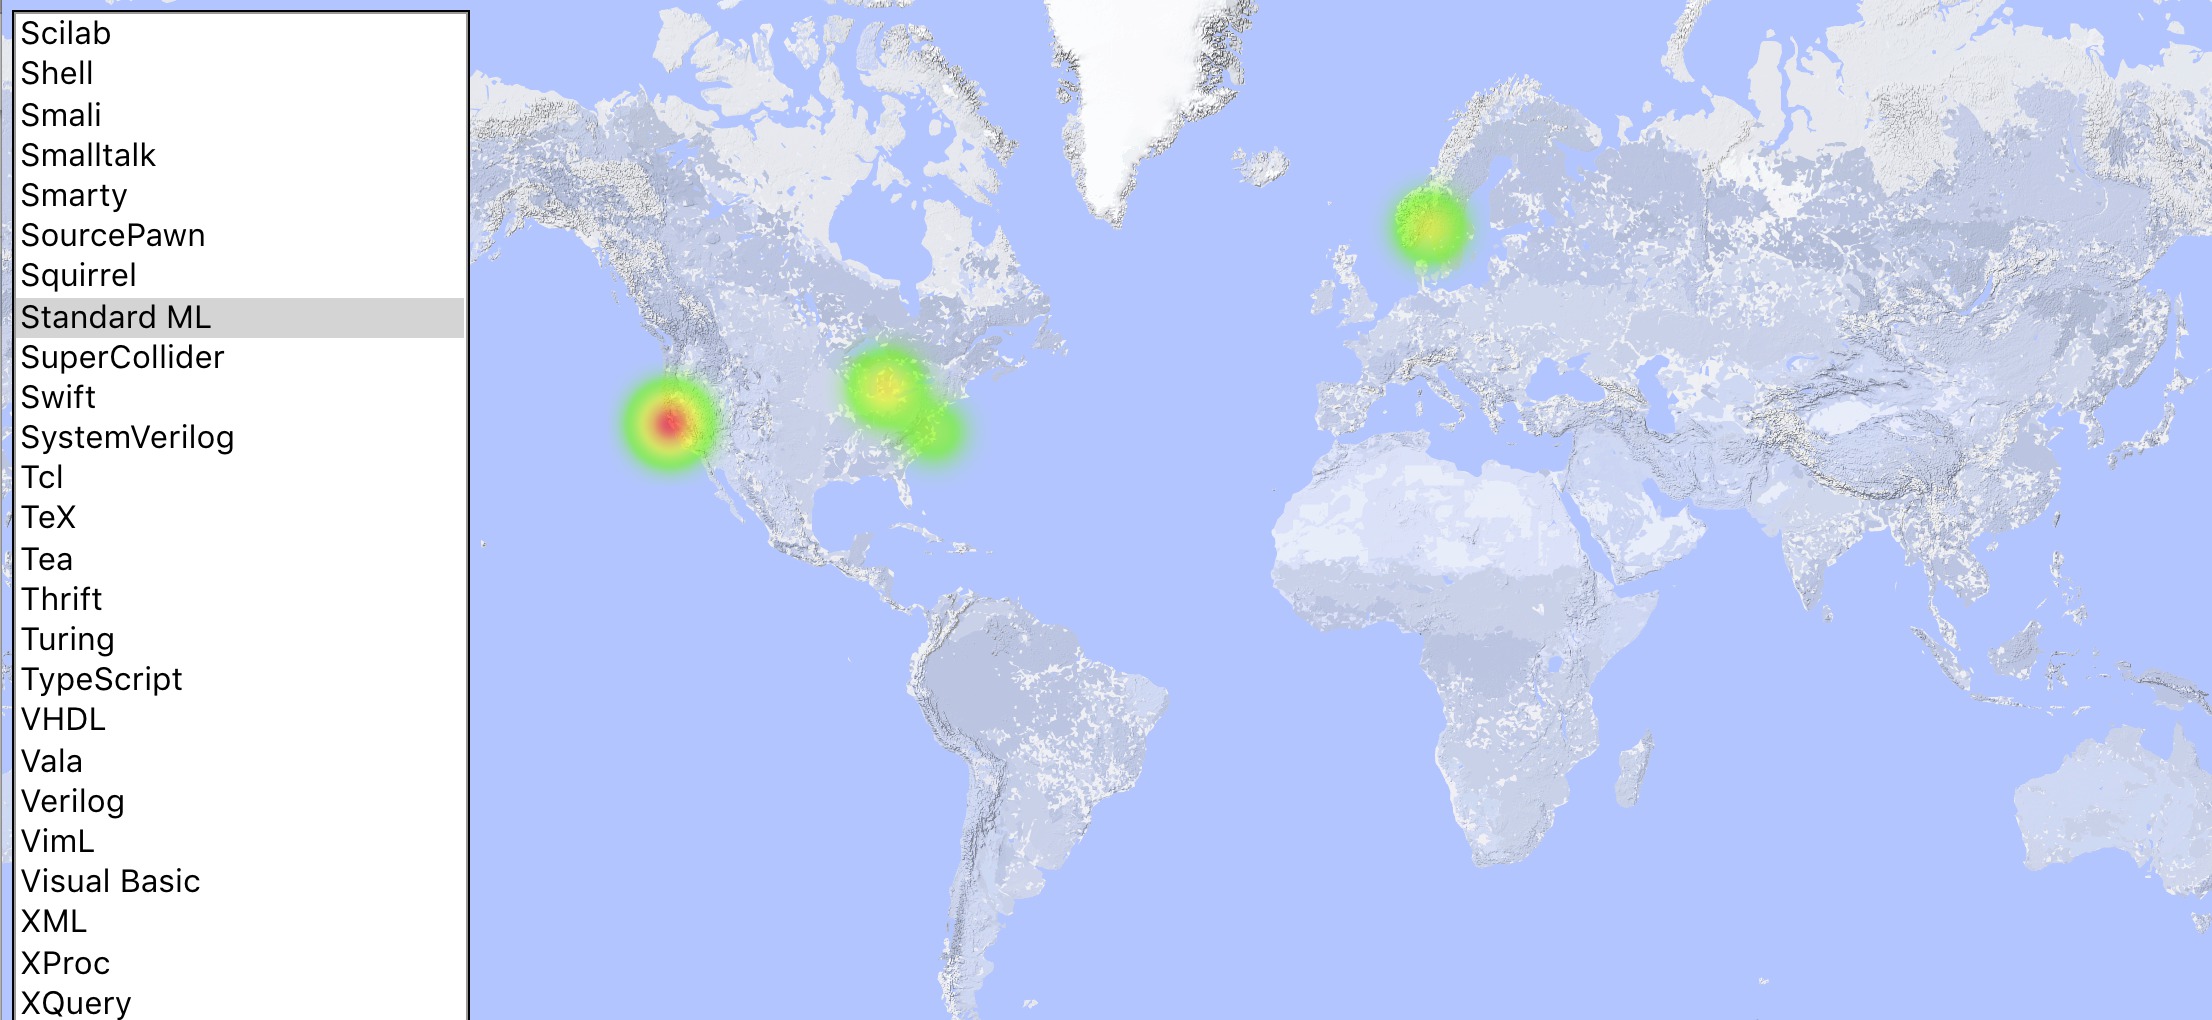 Scilab
Shell
Smali
Smalltalk
Smarty
SourcePawn
Squirrel
Standard ML
SuperCollider
Swift
SystemVerilog
Tcl
TeX
Tea
Thrift
Turing
TypeScript
VHDL
Vala
Verilog
VimL
Visual Basic
XML
XProc
XQuery